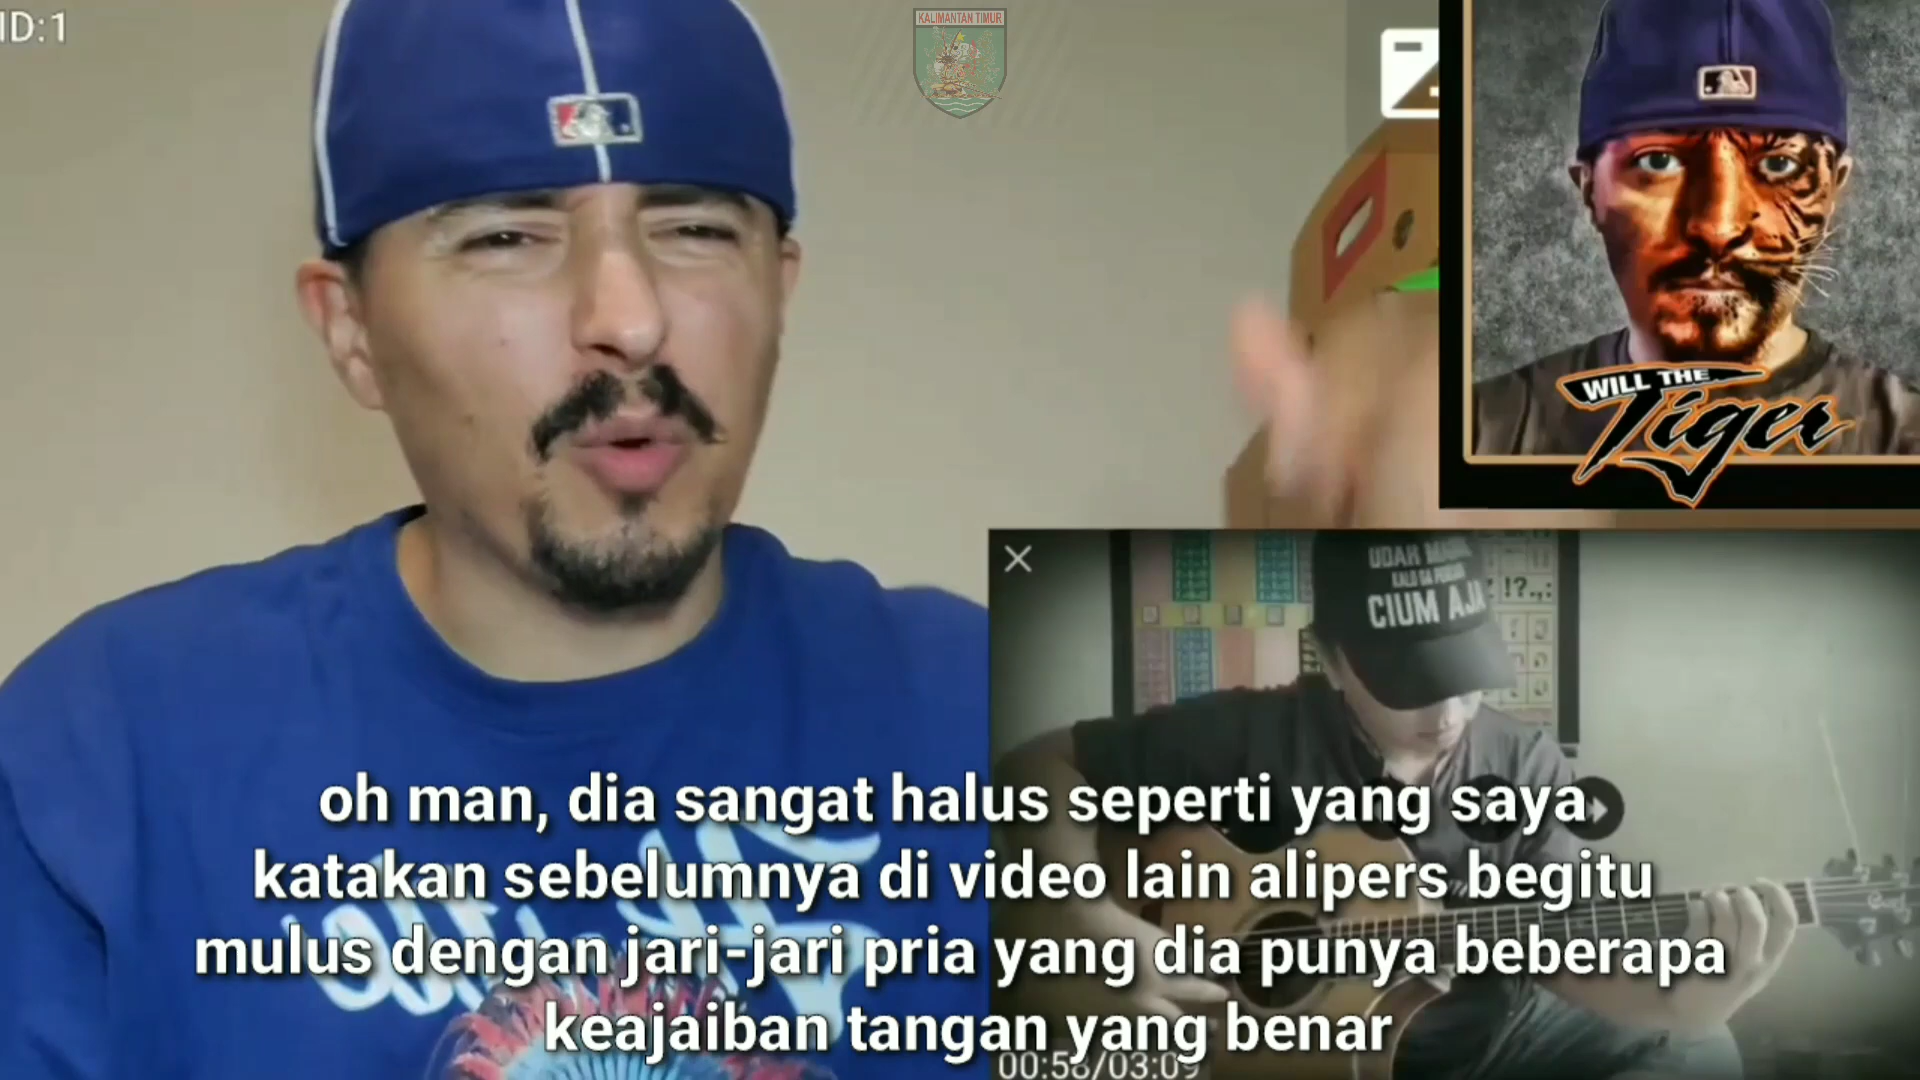 ID:1
KALIMANTAN TIMUR
WILL THE
Tiger
CIUM AJA
!?.,:
oh man, dia sangat halus seperti yang saya
katakan sebelumnya di video lain alipers begitu
mulus dengan jari-jari pria yang dia punya beberapa
keajaiban tangan yang benar